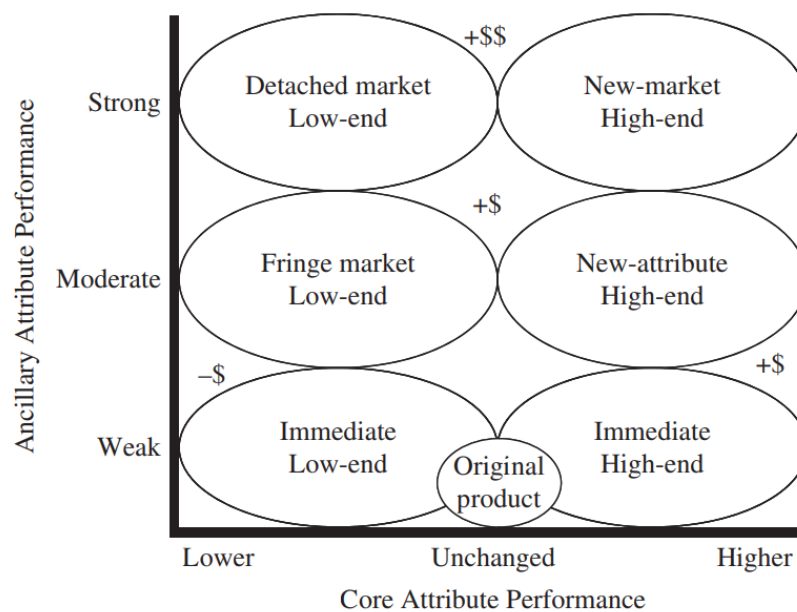 +$$
Detached market
Low-end
New-market
High-end
Strong
+$
Fringe market
Low-end
New-attribute
High-end
Moderate
–$
+$
Immediate
Low-end
Immediate
High-end
Weak
Original
product
Ancillary Attribute Performance
Lower
Unchanged
Higher
Core Attribute Performance